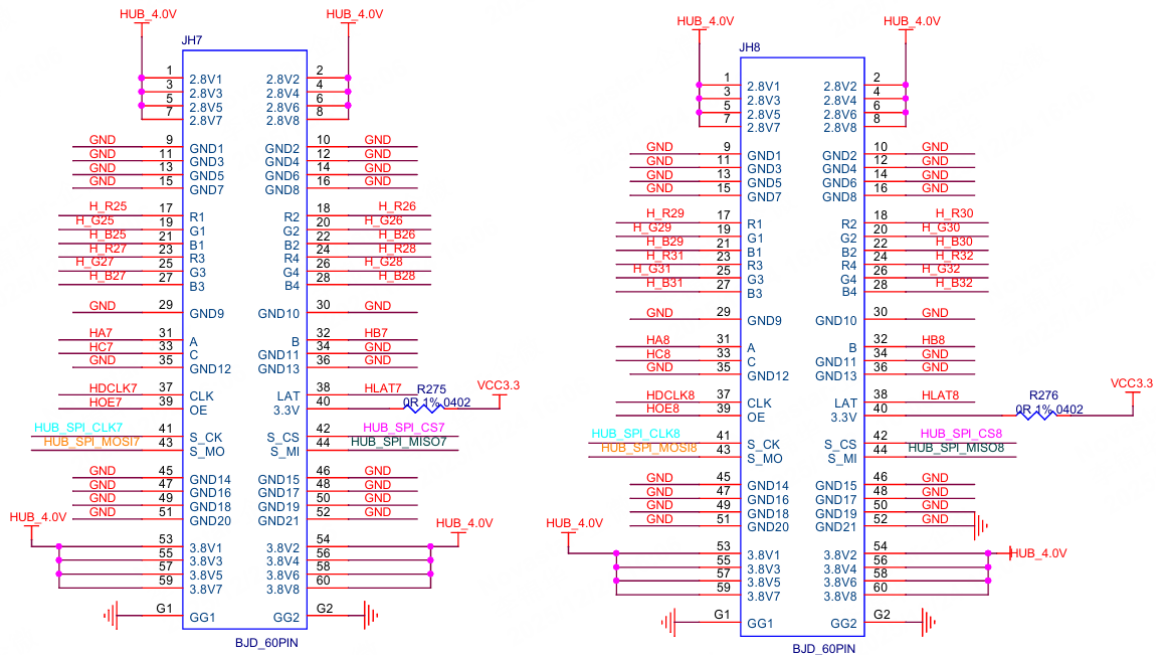 HUB_4.0V HUB_4.0V
JH7
1 2.8V1 2.8V2 2
3 2.8V3 2.8V4 4
5 2.8V5 2.8V6 6
7 2.8V7 2.8V8 8
GND 9 GND1 GND2 10 GND
GND 11 GND3 GND4 12 GND
GND 13 GND5 GND6 14 GND
GND 15 GND7 GND8 16 GND
H_R25 17 R1 R2 18 H_R26
H_G25 19 G1 G2 20 H_G26
H_B25 21 B1 B2 22 H_B26
H_R27 23 R3 R4 24 H_R28
H_G27 25 G3 G4 26 H_G28
H_B27 27 B3 B4 28 H_B28
GND 29 GND9 GND10 30 GND
HA7 31 A B 32 HB7
HC7 33 C GND11 34 GND
GND 35 GND12 GND13 36 GND
HDCLK7 37 CLK LAT 38 HLAT7
HOE7 39 OE 3.3V 40 R275 0R 1% 0402 VCC3.3
HUB_SPI_CLK7 41 S_CK S_CS 42 HUB_SPI_CS7
HUB_SPI_MOSI7 43 S_MO S_MI 44 HUB_SPI_MISO7
GND 45 GND14 GND15 46 GND
GND 47 GND16 GND17 48 GND
GND 49 GND18 GND19 50 GND
GND 51 GND20 GND21 52 GND
HUB_4.0V HUB_4.0V
53 3.8V1 3.8V2 54
55 3.8V3 3.8V4 56
57 3.8V5 3.8V6 58
59 3.8V7 3.8V8 60
G1 GG1 GG2 G2
BJD_60PIN
HUB_4.0V HUB_4.0V
JH8
1 2.8V1 2.8V2 2
3 2.8V3 2.8V4 4
5 2.8V5 2.8V6 6
7 2.8V7 2.8V8 8
GND 9 GND1 GND2 10 GND
GND 11 GND3 GND4 12 GND
GND 13 GND5 GND6 14 GND
GND 15 GND7 GND8 16 GND
H_R29 17 R1 R2 18 H_R30
H_G29 19 G1 G2 20 H_G30
H_B29 21 B1 B2 22 H_B30
H_R31 23 R3 R4 24 H_R32
H_G31 25 G3 G4 26 H_G32
H_B31 27 B3 B4 28 H_B32
GND 29 GND9 GND10 30 GND
HA8 31 A B 32 HB8
HC8 33 C GND11 34 GND
GND 35 GND12 GND13 36 GND
HDCLK8 37 CLK LAT 38 HLAT8
HOE8 39 OE 3.3V 40 R276 0R 1% 0402 VCC3.3
HUB_SPI_CLK8 41 S_CK S_CS 42 HUB_SPI_CS8
HUB_SPI_MOSI8 43 S_MO S_MI 44 HUB_SPI_MISO8
GND 45 GND14 GND15 46 GND
GND 47 GND16 GND17 48 GND
GND 49 GND18 GND19 50 GND
GND 51 GND20 GND21 52 GND
HUB_4.0V
53 3.8V1 3.8V2 54 HUB_4.0V
55 3.8V3 3.8V4 56
57 3.8V5 3.8V6 58
59 3.8V7 3.8V8 60
G1 GG1 GG2 G2
BJD_60PIN